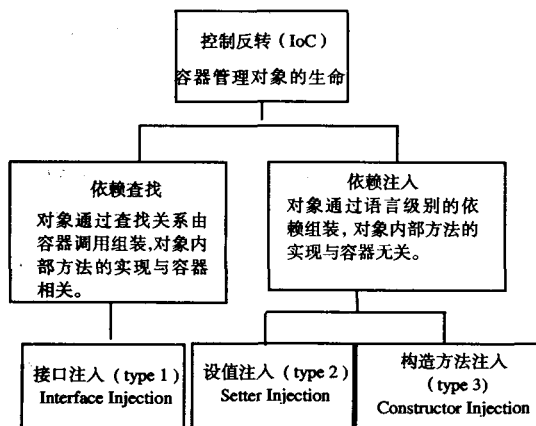 控制反转（IoC）
容器管理对象的生命
依赖查找
对象通过查找关系由
容器调用组装,对象内
部方法的实现与容器
相关。
依赖注入
对象通过语言级别的依
赖组装，对象内部方法的
实现与容器无关。
接口注入（type 1）
Interface Injection
设值注入（type 2）
Setter Injection
构造方法注入
(type 3)
Constructor Injection